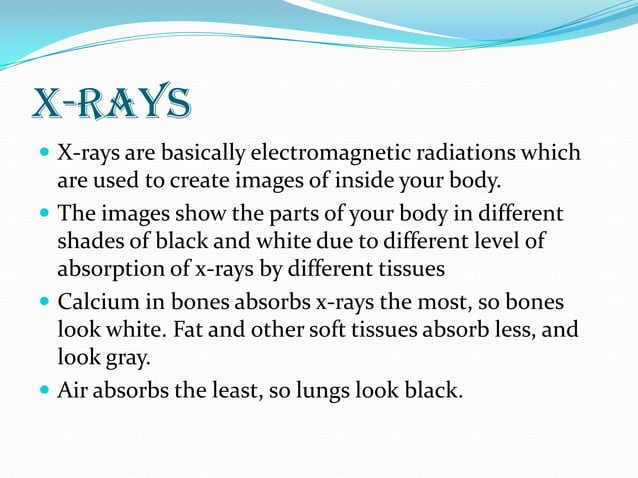 X-RAYS
• X-rays are basically electromagnetic radiations which
are used to create images of inside your body.
• The images show the parts of your body in different
shades of black and white due to different level of
absorption of x-rays by different tissues
• Calcium in bones absorbs x-rays the most, so bones
look white. Fat and other soft tissues absorb less, and
look gray.
• Air absorbs the least, so lungs look black.